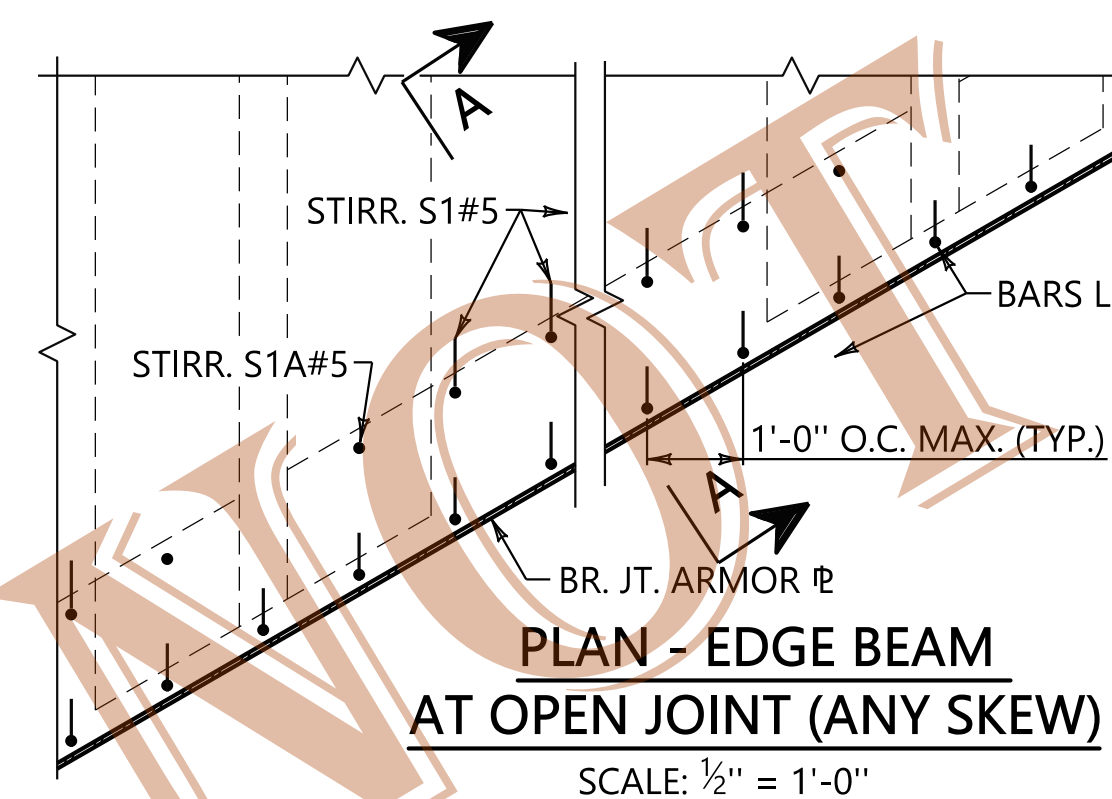 A
STIRR. S1#5
BARS L
STIRR. S1A#5
1'-0" O.C. MAX. (TYP.)
A
BR. JT. ARMOR ⅊
PLAN - EDGE BEAM
AT OPEN JOINT (ANY SKEW)
SCALE: ½" = 1'-0"
NOT